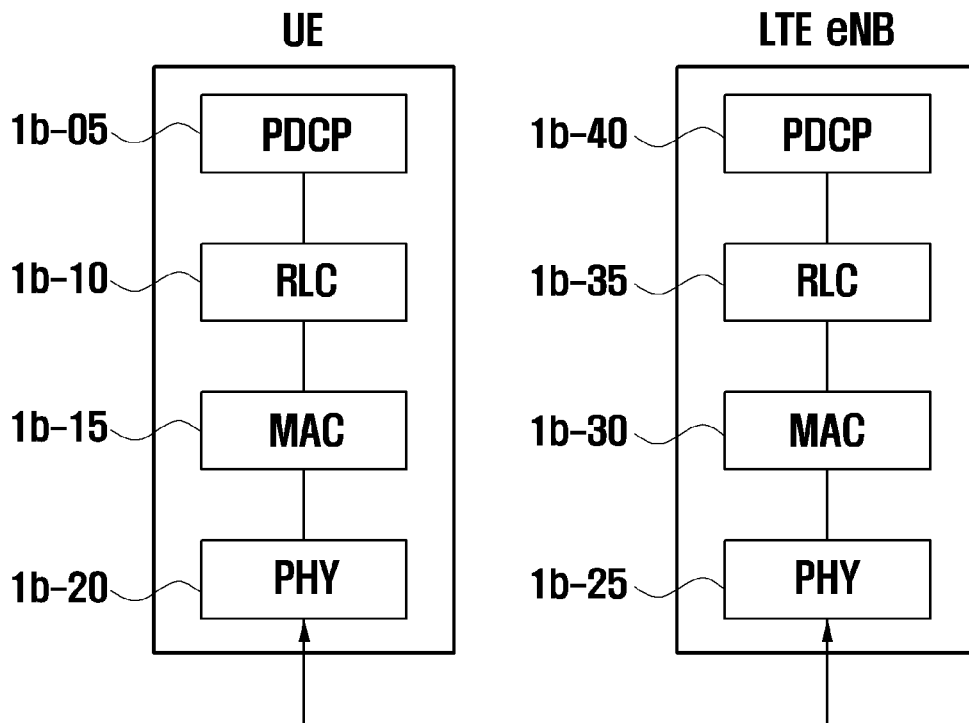 UE
1b-05
PDCP
1b-10
RLC
1b-15
MAC
1b-20
PHY
LTE eNB
1b-40
PDCP
1b-35
RLC
1b-30
MAC
1b-25
PHY